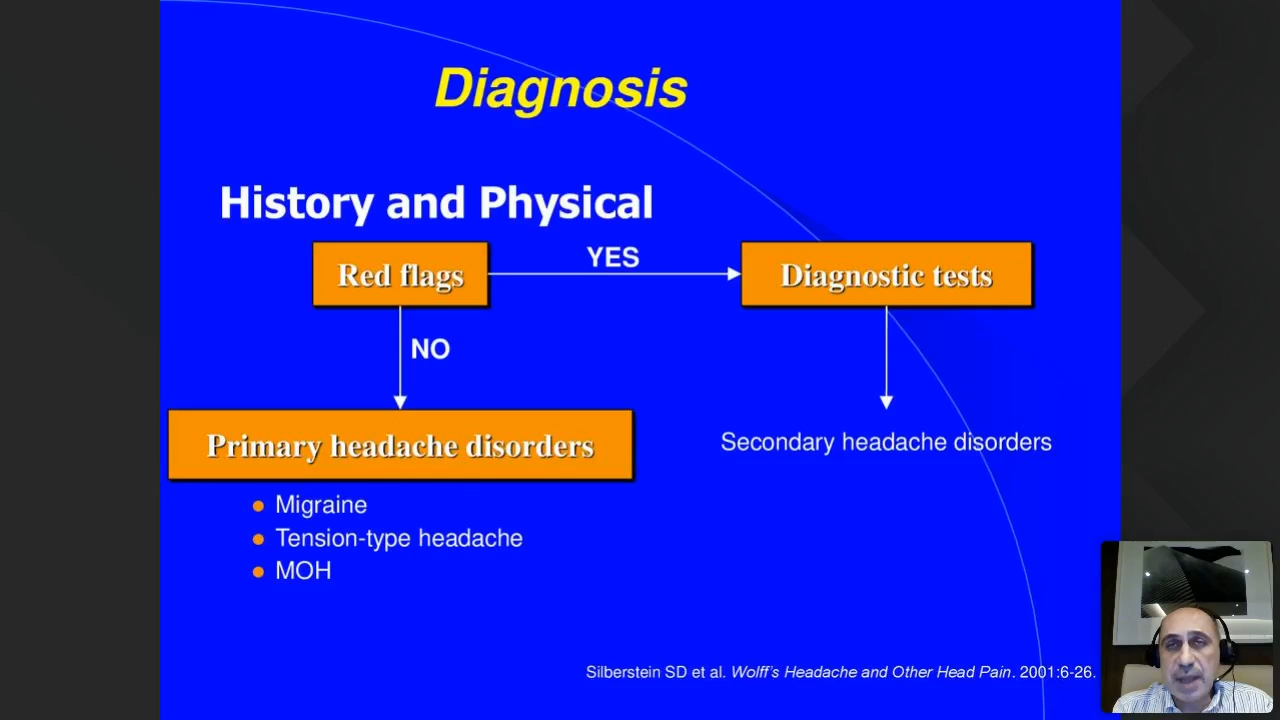 Diagnosis
History and Physical
Red flags
YES
Diagnostic tests
NO
Primary headache disorders
Secondary headache disorders
Migraine
Tension-type headache
MOH
Silberstein SD et al. Wolff's Headache and Other Head Pain. 2001:6-26.